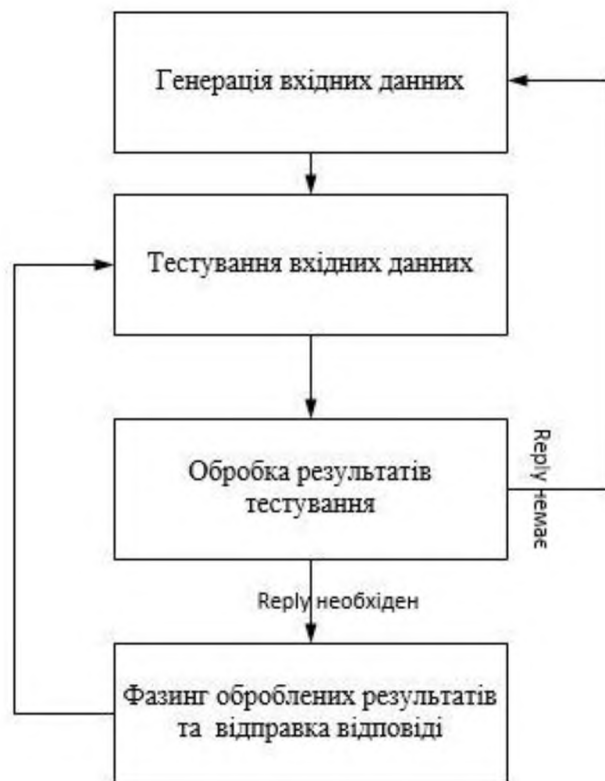 Генерація вхідних данних
Тестування вхідних данних
Обробка результатів
тестування
Reply немає
Reply необхіден
Фазинг оброблених результатів
та відправка відповіді